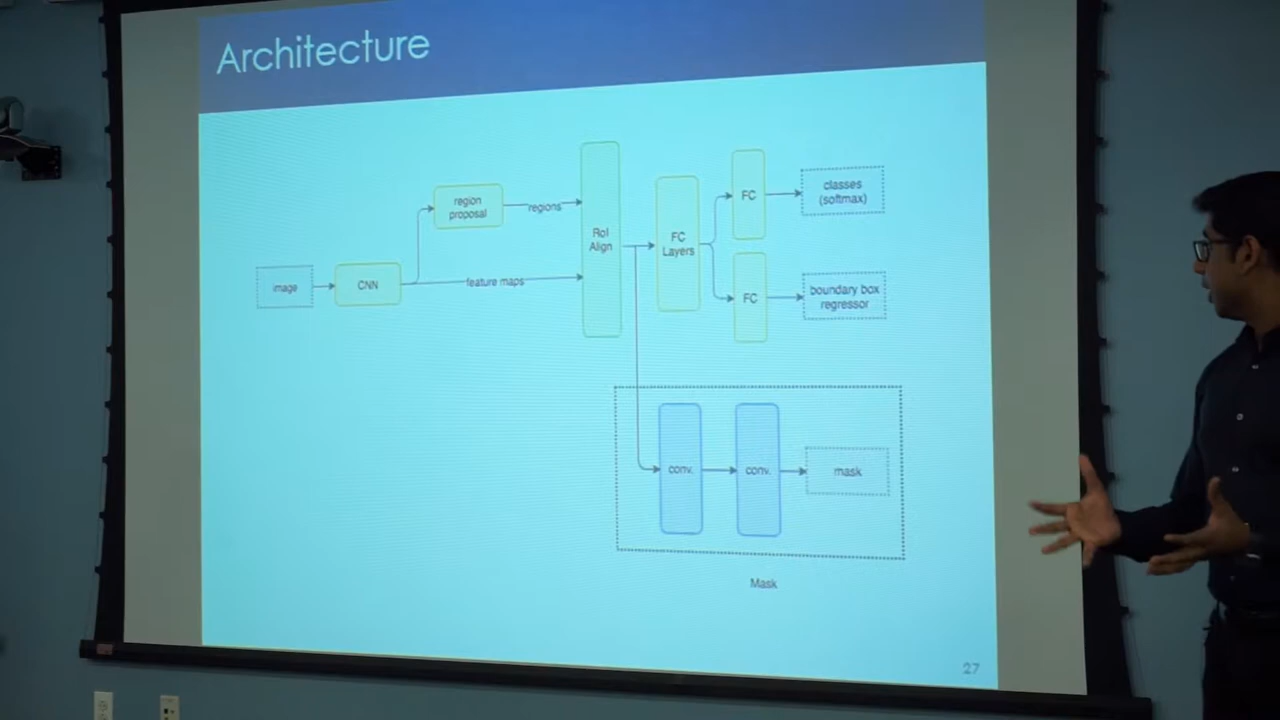 Architecture
region
proposal
regions
image
CNN
feature maps
RoI
Align
FC
Layers
FC
classes
(softmax)
FC
boundary box
regressor
conv.
conv.
mask
Mask
27